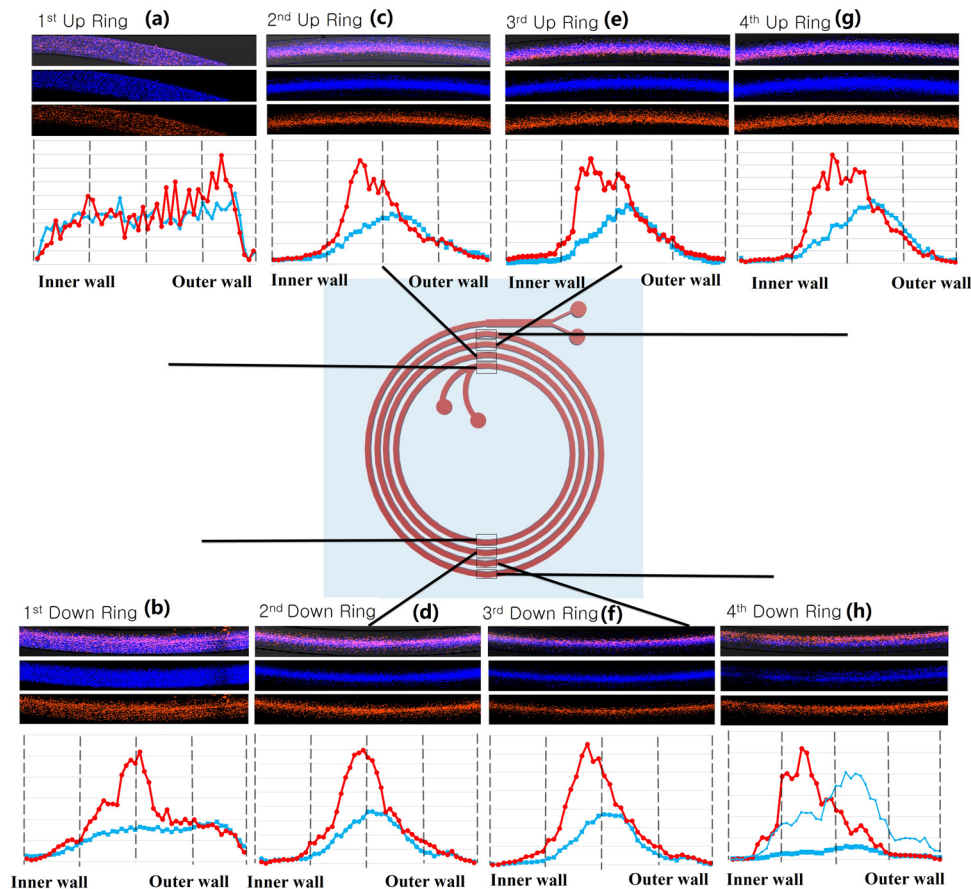 1st Up Ring (a)
2nd Up Ring (c)
3rd Up Ring (e)
4th Up Ring (g)
Inner wall Outer wall
Inner wall Outer wall
Inner wall Outer wall
Inner wall Outer wall
1st Down Ring (b)
2nd Down Ring (d)
3rd Down Ring (f)
4th Down Ring (h)
Inner wall Outer wall
Inner wall Outer wall
Inner wall Outer wall
Inner wall Outer wall